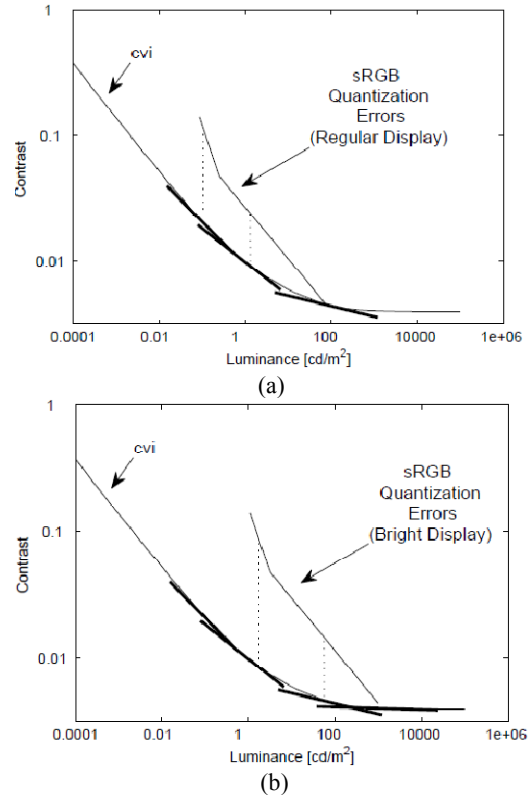 1
cvi
sRGB
Quantization
Errors
(Regular Display)
0.1
Contrast
0.01
0.0001 0.01 1 100 10000 1e+06
Luminance [cd/m²]
(a)
1
cvi
sRGB
Quantization
Errors
(Bright Display)
0.1
Contrast
0.01
0.0001 0.01 1 100 10000 1e+06
Luminance [cd/m²]
(b)